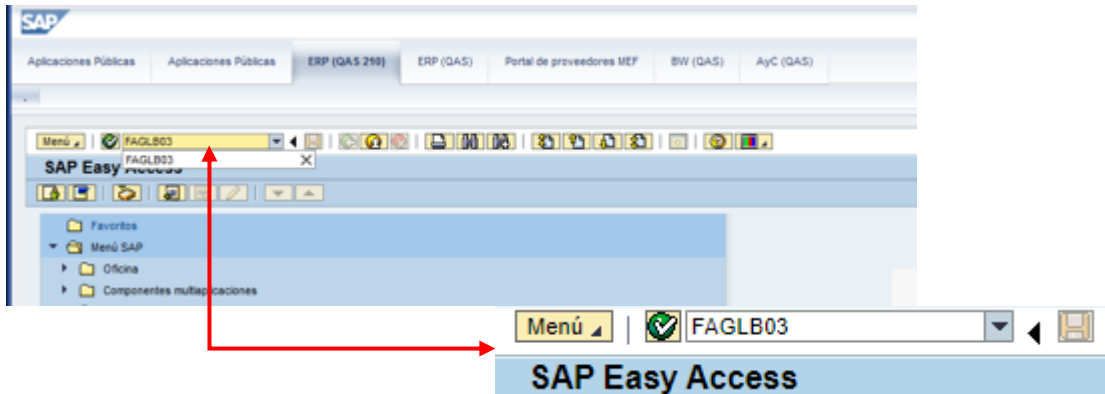 SAP
Aplicaciones Públicas Aplicaciones Públicas ERP (QAS 210) ERP (QAS) Portal de proveedores MEF BW (QAS) AyC (QAS)
Menú FAGLB03
FAGLB03
SAP Easy Access
Favoritos
Menú SAP
Oficina
Componentes multiaplicaciones
Menú FAGLB03
SAP Easy Access